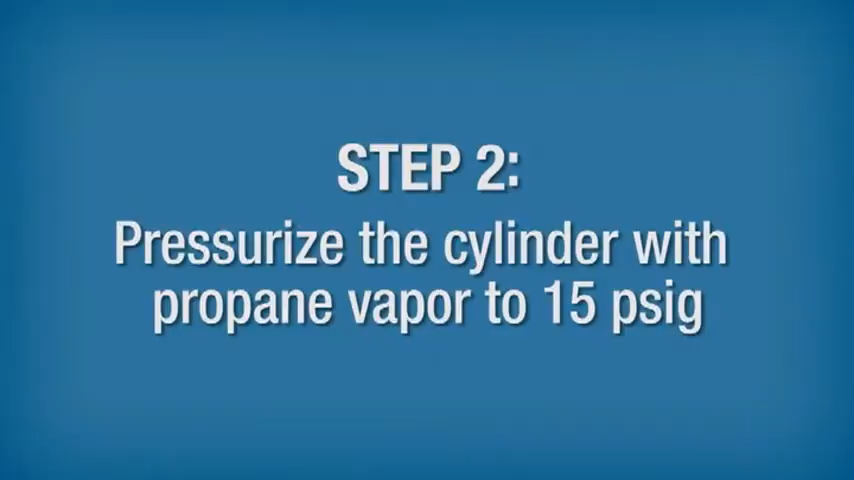 STEP 2:
Pressurize the cylinder with
propane vapor to 15 psig